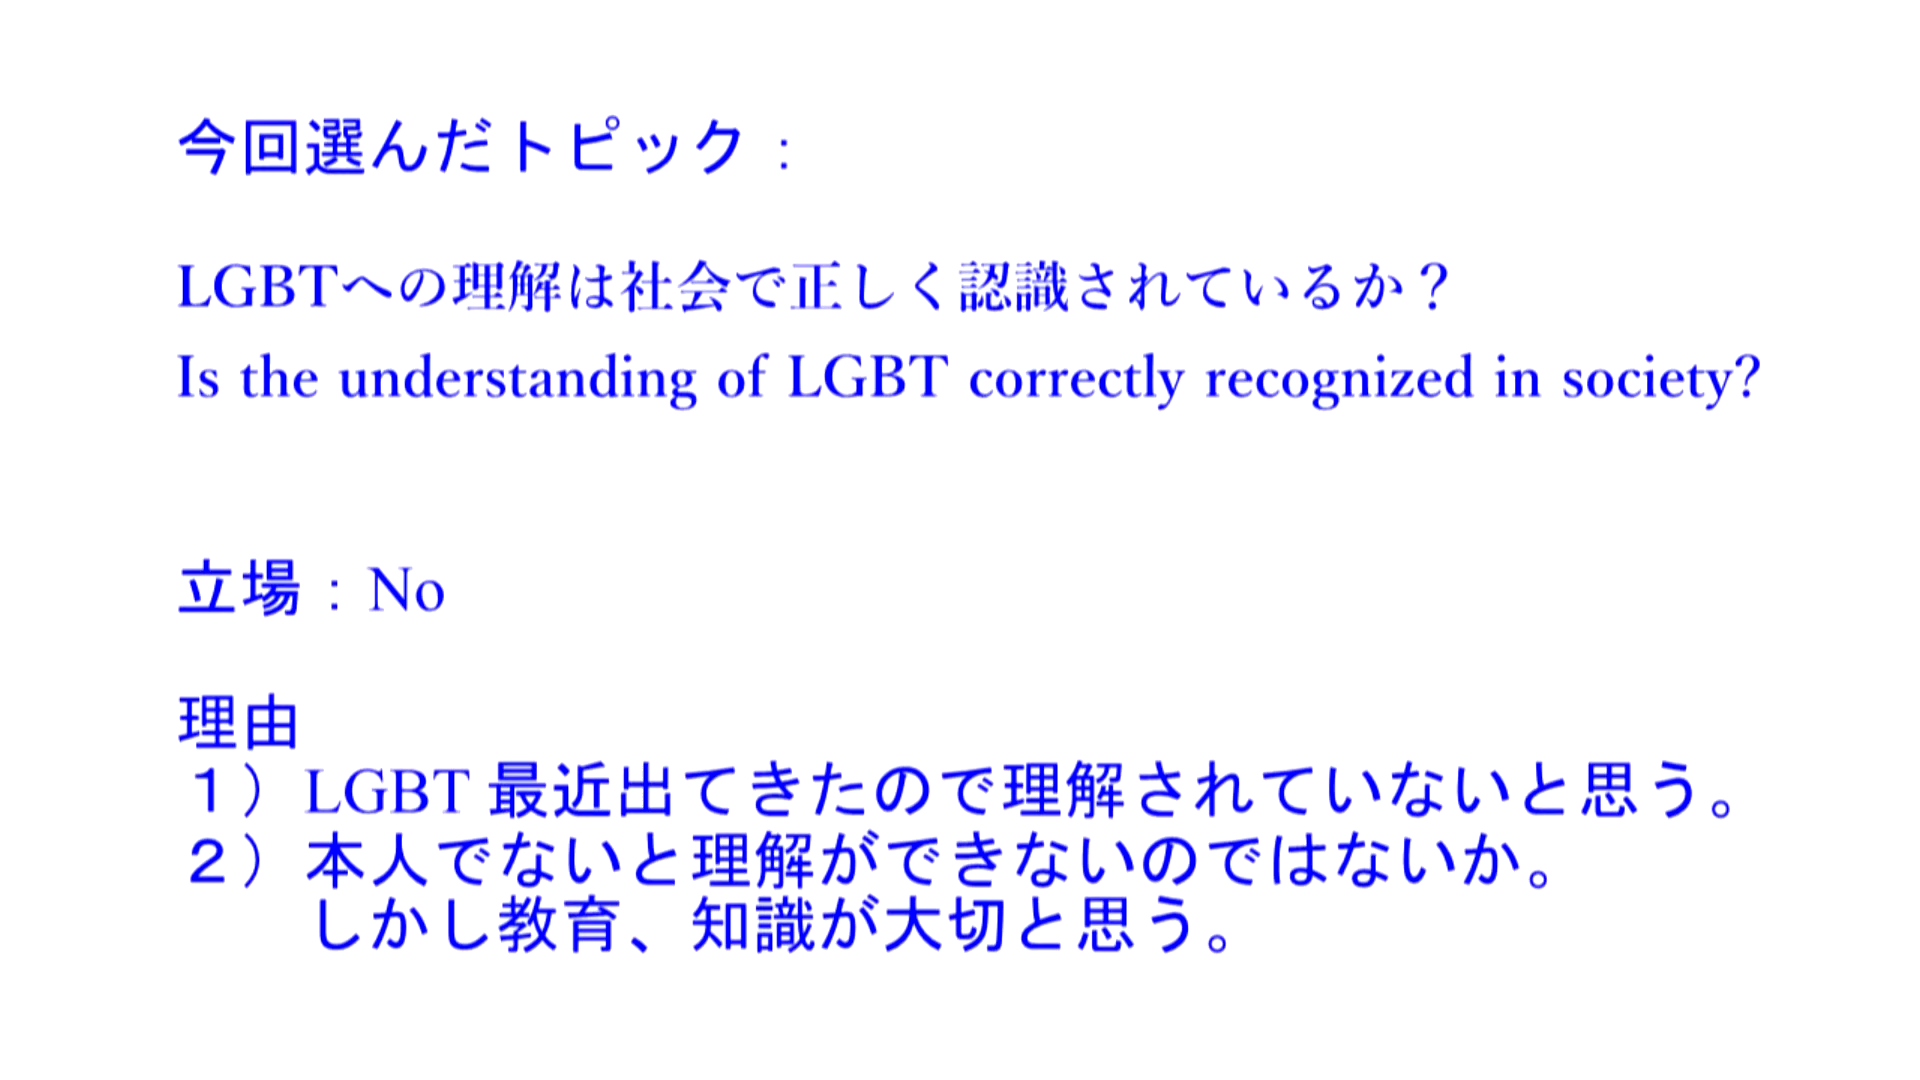 今回選んだトピック：
LGBTへの理解は社会で正しく認識されているか？
Is the understanding of LGBT correctly recognized in society?
立場：No
理由
１）LGBT 最近出てきたので理解されていないと思う。
２）本人でないと理解ができないのではないか。
しかし教育、知識が大切と思う。